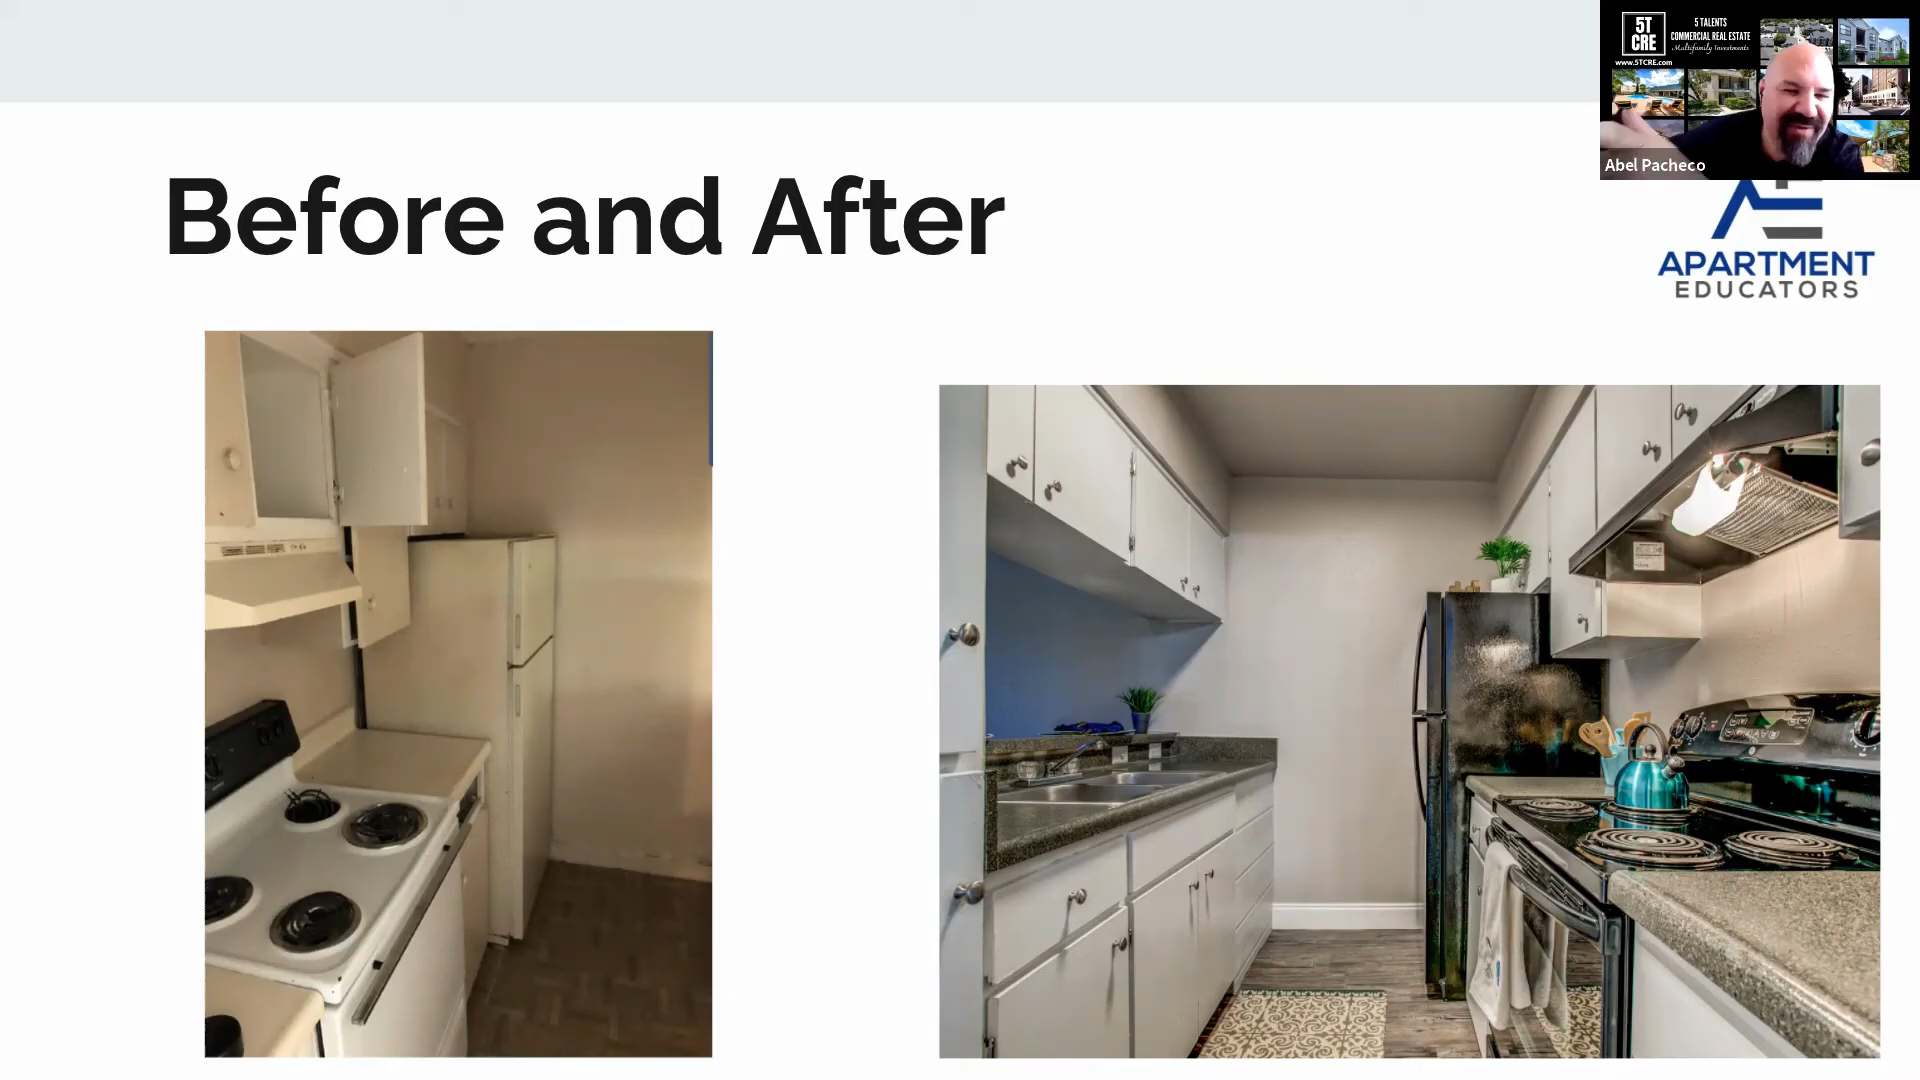 5T
CRE
5 TALENTS
COMMERCIAL REAL ESTATE
Multifamily Investments
www.5TCRE.com
Abel Pacheco
Before and After
AE
APARTMENT
EDUCATORS